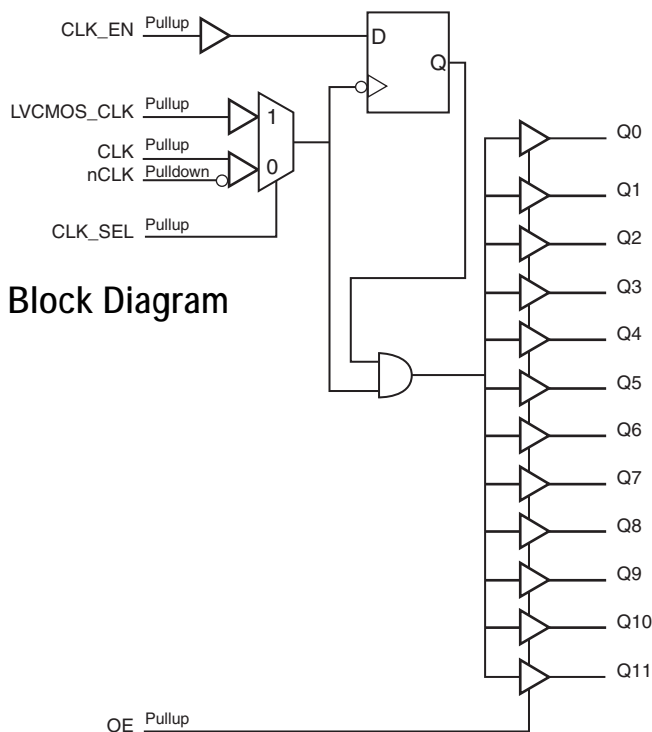 CLK_EN Pullup
D
Q
LVCMOS_CLK Pullup
1
CLK Pullup
0
nCLK Pulldown
CLK_SEL Pullup
Block Diagram
Q0
Q1
Q2
Q3
Q4
Q5
Q6
Q7
Q8
Q9
Q10
Q11
OE Pullup